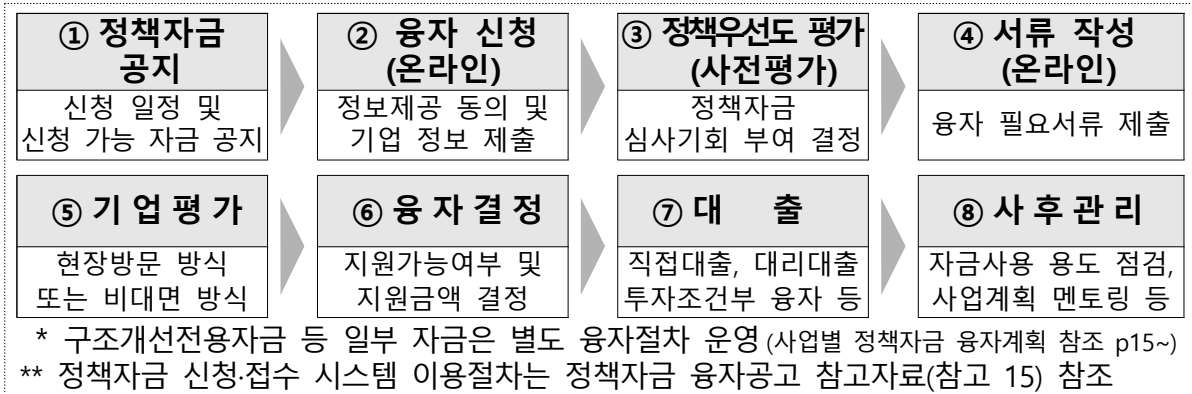 ① 정책자금
공지
신청 일정 및
신청 가능 자금 공지
② 융자 신청
(온라인)
정보제공 동의 및
기업 정보 제출
③ 정책우선도 평가
(사전평가)
정책자금
심사기회 부여 결정
④ 서류 작성
(온라인)
융자 필요서류 제출
⑤ 기 업 평 가
현장방문 방식
또는 비대면 방식
⑥ 융 자 결 정
지원가능여부 및
지원금액 결정
⑦ 대 출
직접대출, 대리대출
투자조건부 융자 등
⑧ 사 후 관 리
자금사용 용도 점검,
사업계획 멘토링 등
* 구조개선전용자금 등 일부 자금은 별도 융자절차 운영 (사업별 정책자금 융자계획 참조 p15~)
** 정책자금 신청·접수 시스템 이용절차는 정책자금 융자공고 참고자료(참고 15) 참조